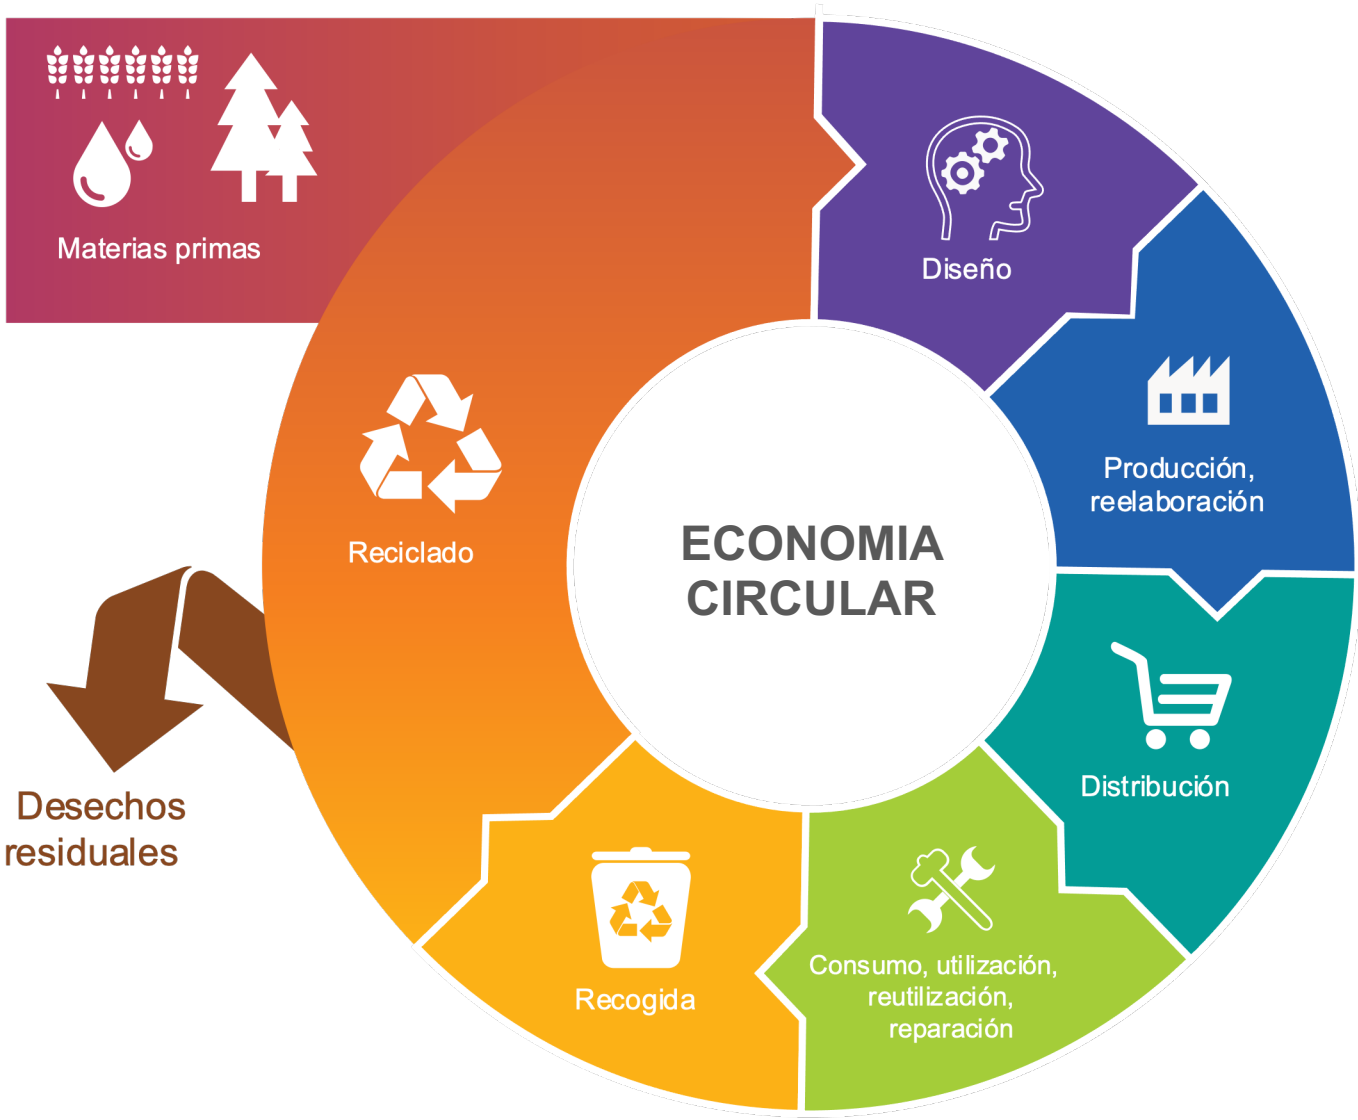 Materias primas
Diseño
Producción,
reelaboración
Reciclado
ECONOMIA
CIRCULAR
Distribución
Desechos
residuales
Consumo, utilización,
reutilización,
reparación
Recogida